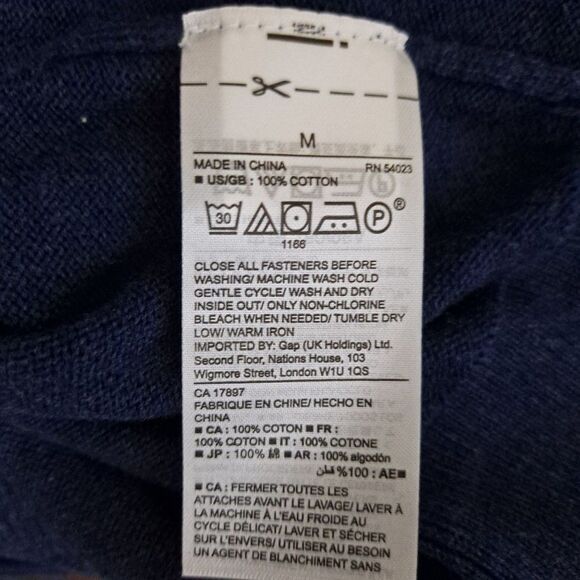 M
MADE IN CHINA RN 54023
■ US/GB : 100% COTTON
30 P ®
1166
CLOSE ALL FASTENERS BEFORE
WASHING/ MACHINE WASH COLD
GENTLE CYCLE/ WASH AND DRY
INSIDE OUT/ ONLY NON-CHLORINE
BLEACH WHEN NEEDED/ TUMBLE DRY
LOW/ WARM IRON
IMPORTED BY: Gap (UK Holdings) Ltd.
Second Floor, Nations House, 103
Wigmore Street, London W1U 1QS
CA 17897
FABRIQUE EN CHINE/ HECHO EN
CHINA
■ CA : 100% COTON ■ FR :
100% COTON ■ IT : 100% COTONE
■ JP : 100% 綿 ■ AR : 100% algodón
■ AE : 100% قطن
■ CA : FERMER TOUTES LES
ATTACHES AVANT LE LAVAGE/ LAVER À
LA MACHINE À L'EAU FROIDE AU
CYCLE DÉLICAT/ LAVER ET SÉCHER
SUR L'ENVERS/ UTILISER AU BESOIN
UN AGENT DE BLANCHIMENT SANS